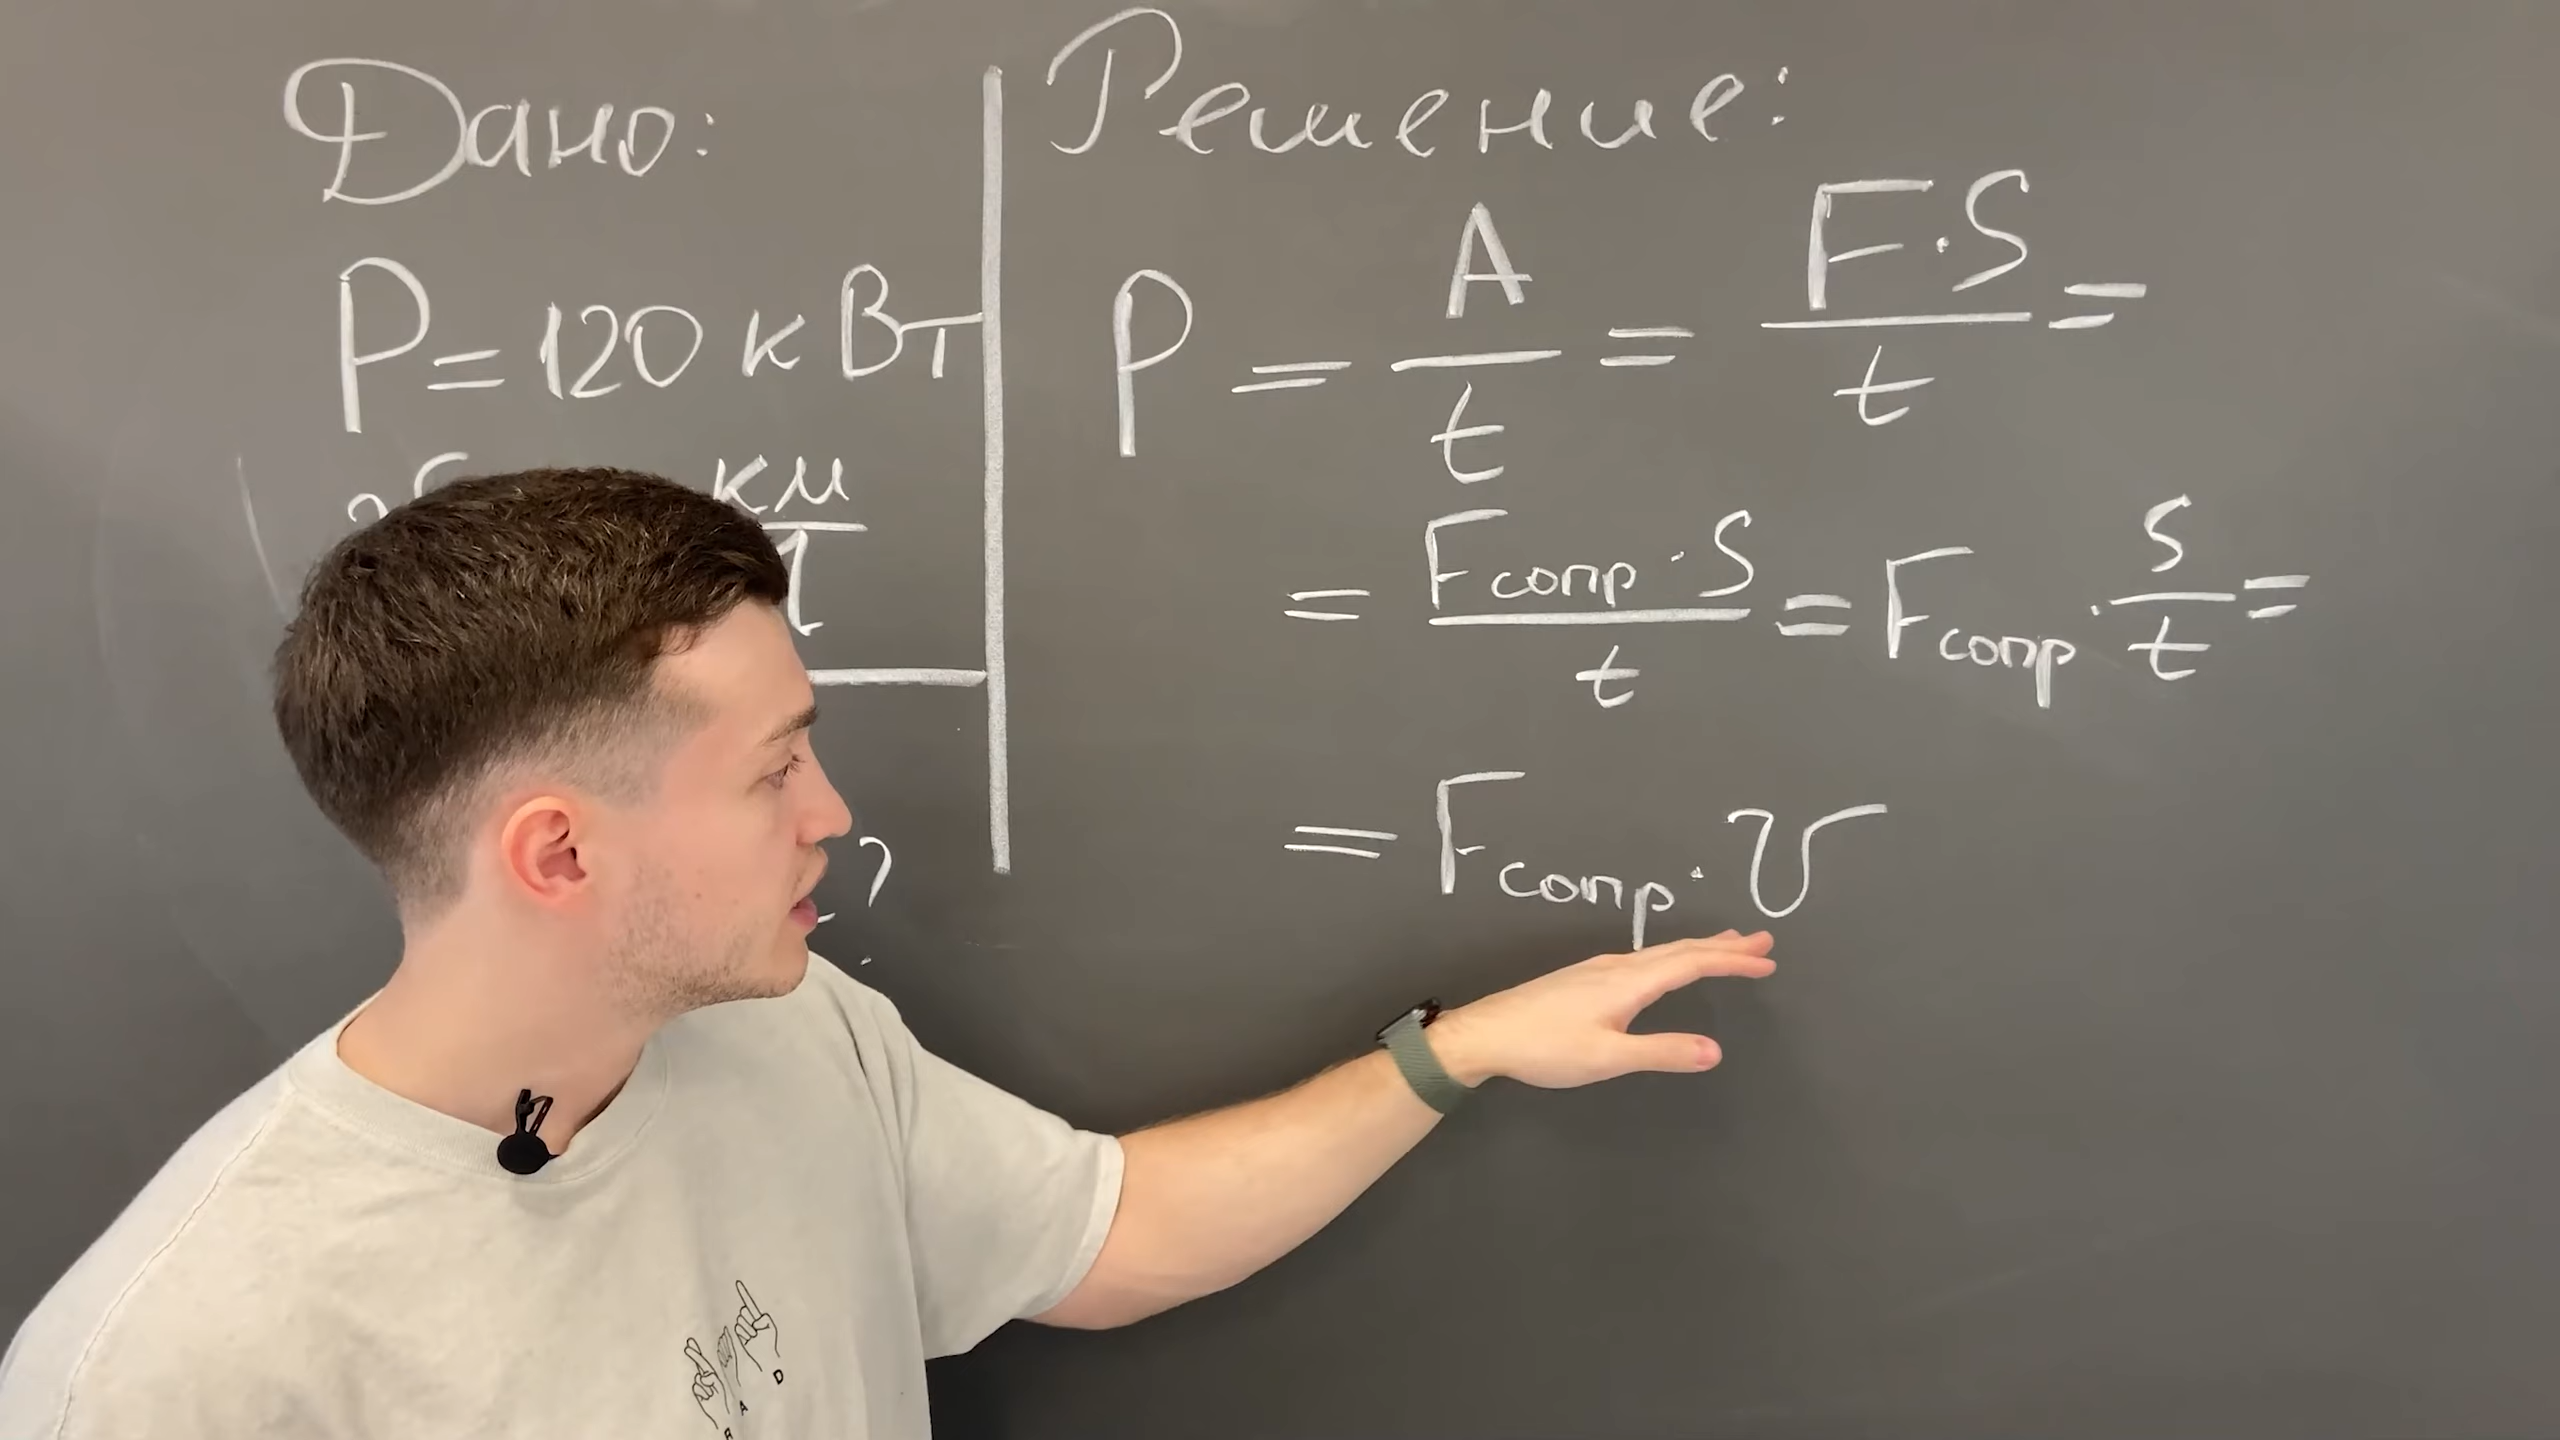 Дано:
P = 120 кВт
км
?
Решение:
P = A/t = F·S/t =
= Fсопр·S/t = Fсопр·S/t =
= Fсопр·v
D